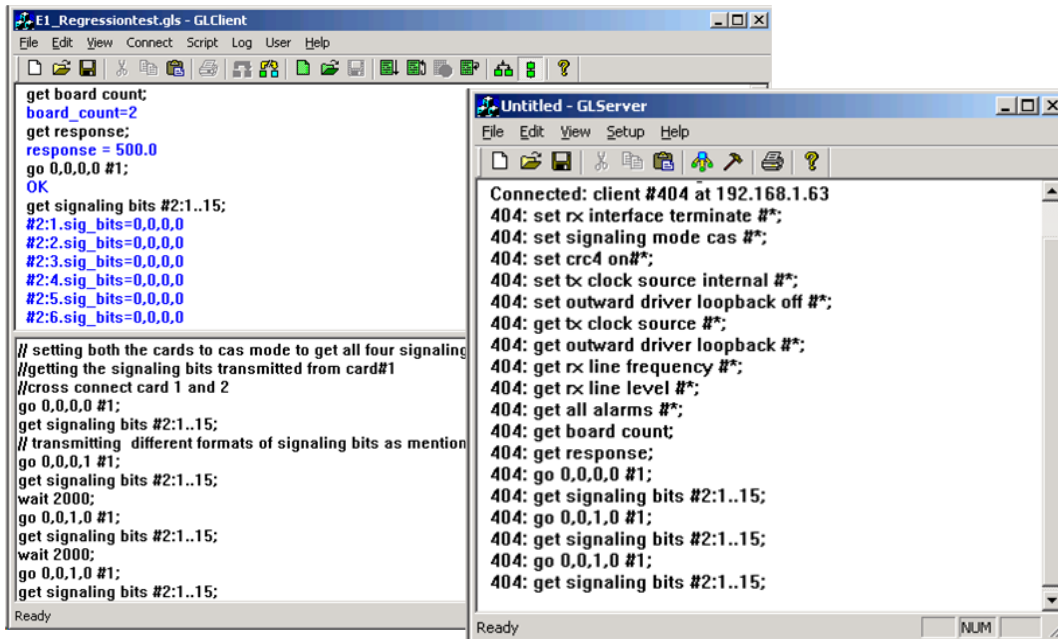 E1_Regressiontest.gls - GLClient
File Edit View Connect Script Log User Help
get board count;
board_count=2
get response;
response = 500.0
go 0,0,0,0 #1;
OK
get signaling bits #2:1..15;
#2:1.sig_bits=0,0,0,0
#2:2.sig_bits=0,0,0,0
#2:3.sig_bits=0,0,0,0
#2:4.sig_bits=0,0,0,0
#2:5.sig_bits=0,0,0,0
#2:6.sig_bits=0,0,0,0
// setting both the cards to cas mode to get all four signaling
//getting the signaling bits transmitted from card#1
//cross connect card 1 and 2
go 0,0,0,0 #1;
get signaling bits #2:1..15;
// transmitting different formats of signaling bits as mention
go 0,0,0,1 #1;
get signaling bits #2:1..15;
wait 2000;
go 0,0,1,0 #1;
get signaling bits #2:1..15;
wait 2000;
go 0,0,1,0 #1;
get signaling bits #2:1..15;
Ready
Untitled - GLServer
File Edit View Setup Help
Connected: client #404 at 192.168.1.63
404: set rx interface terminate #*;
404: set signaling mode cas #*;
404: set crc4 on#*;
404: set tx clock source internal #*;
404: set outward driver loopback off #*;
404: get tx clock source #*;
404: get outward driver loopback #*;
404: get rx line frequency #*;
404: get rx line level #*;
404: get all alarms #*;
404: get board count;
404: get response;
404: go 0,0,0,0 #1;
404: get signaling bits #2:1..15;
404: go 0,0,1,0 #1;
404: get signaling bits #2:1..15;
404: go 0,0,1,0 #1;
404: get signaling bits #2:1..15;
Ready NUM